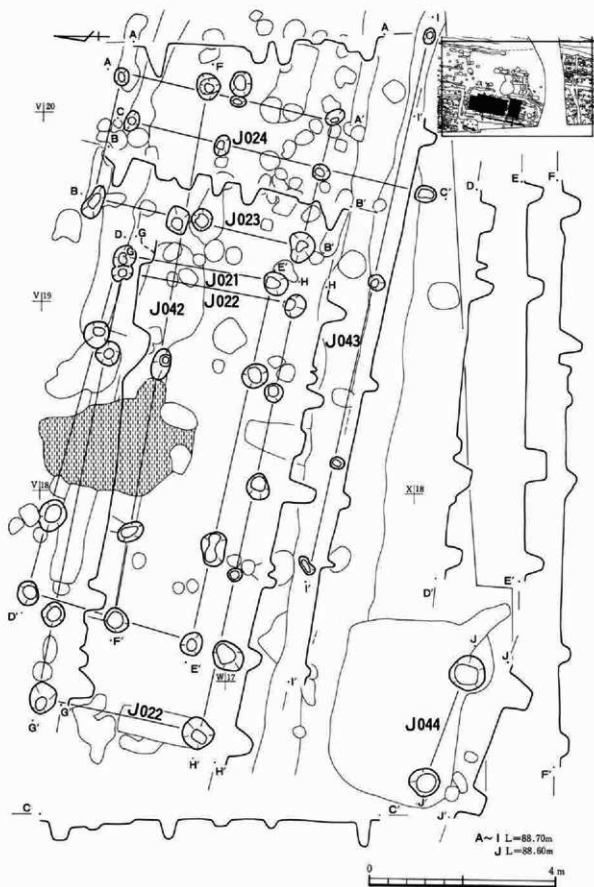 A
I
A
A
F
I'
V|20
C
A'
J024
B
C'
D
E
F
B
B'
J023
D
G
B'
G
J021
E'
H
H
J022
V|19
J042
J043
V|18
X|18
I'
D'
E'
D'
F'
E'
J
J
W|17
I'
J044
J022
G'
G'
H'
H'
F'
J'
J'
C
C'
A~I L=88.70m
J L=88.60m
0
4 m